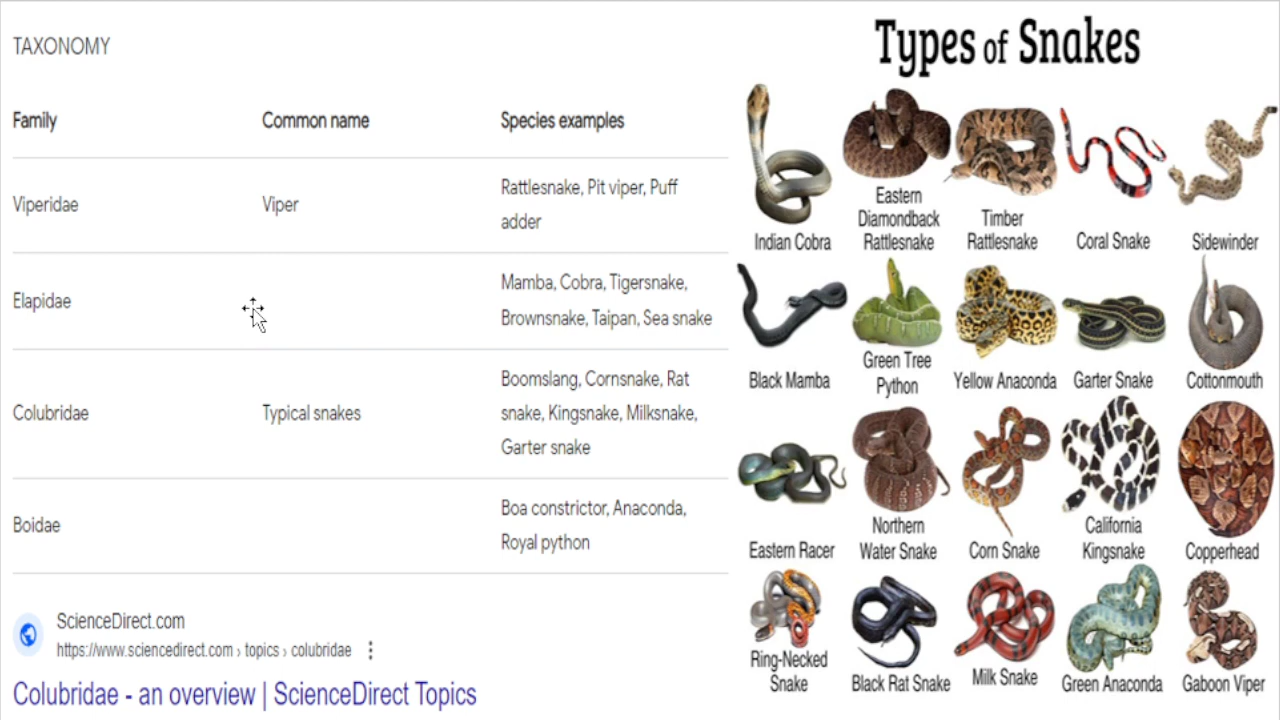 TAXONOMY
Family Common name Species examples
Viperidae Viper Rattlesnake, Pit viper, Puff
adder
Elapidae Mamba, Cobra, Tigersnake,
Brownsnake, Taipan, Sea snake
Colubridae Typical snakes Boomslang, Cornsnake, Rat
snake, Kingsnake, Milksnake,
Garter snake
Boidae Boa constrictor, Anaconda,
Royal python
ScienceDirect.com
https://www.sciencedirect.com › topics › colubridae
Colubridae - an overview | ScienceDirect Topics
Types of Snakes
Indian Cobra
Eastern
Diamondback
Rattlesnake
Timber
Rattlesnake
Coral Snake
Sidewinder
Black Mamba
Green Tree
Python
Yellow Anaconda
Garter Snake
Cottonmouth
Eastern Racer
Northern
Water Snake
Corn Snake
California
Kingsnake
Copperhead
Ring-Necked
Snake
Black Rat Snake
Milk Snake
Green Anaconda
Gaboon Viper